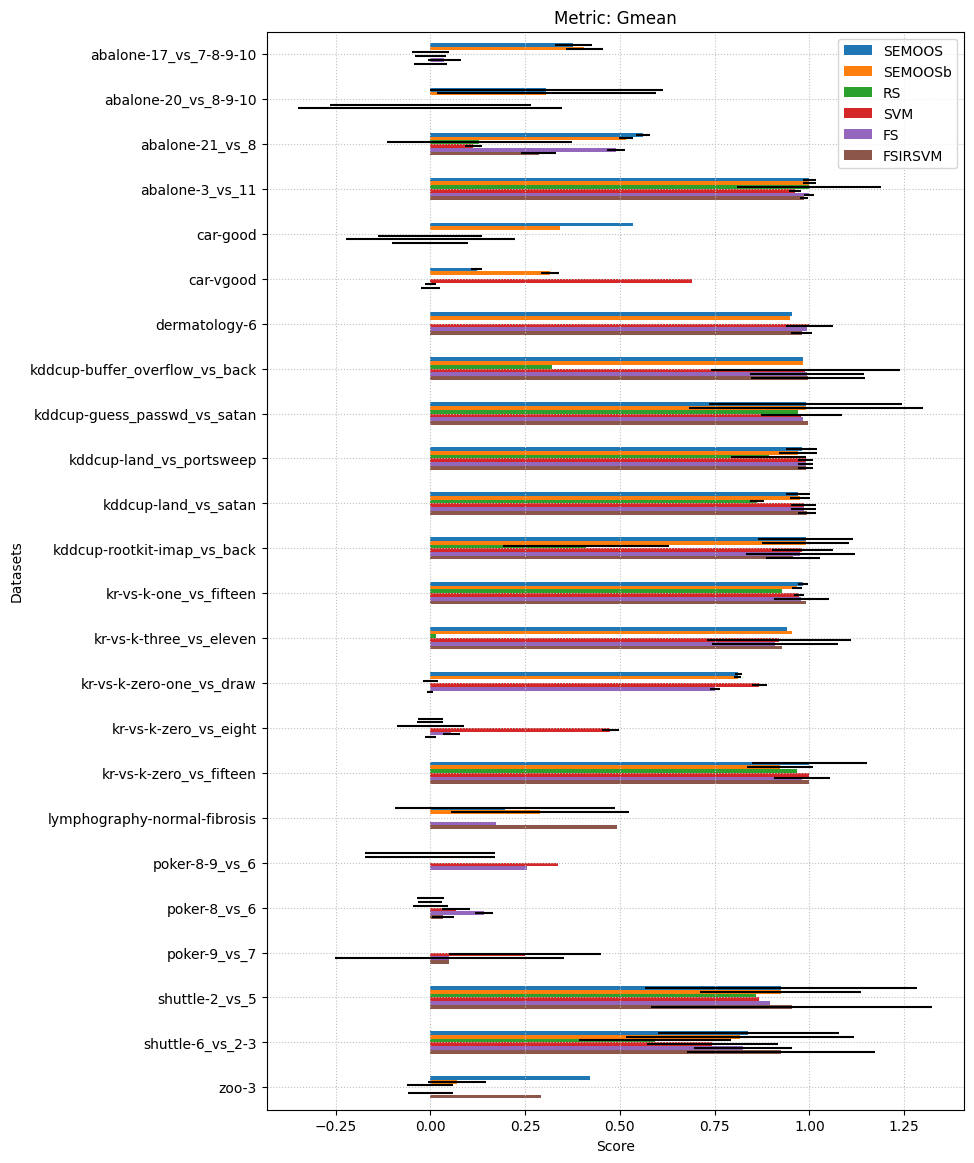 Metric: Gmean
SEMOOS
SEMOOSb
RS
SVM
FS
FSIRSVM
Datasets
abalone-17_vs_7-8-9-10
abalone-20_vs_8-9-10
abalone-21_vs_8
abalone-3_vs_11
car-good
car-vgood
dermatology-6
kddcup-buffer_overflow_vs_back
kddcup-guess_passwd_vs_satan
kddcup-land_vs_portsweep
kddcup-land_vs_satan
kddcup-rootkit-imap_vs_back
kr-vs-k-one_vs_fifteen
kr-vs-k-three_vs_eleven
kr-vs-k-zero-one_vs_draw
kr-vs-k-zero_vs_eight
kr-vs-k-zero_vs_fifteen
lymphography-normal-fibrosis
poker-8-9_vs_6
poker-8_vs_6
poker-9_vs_7
shuttle-2_vs_5
shuttle-6_vs_2-3
zoo-3
−0.25 0.00 0.25 0.50 0.75 1.00 1.25
Score